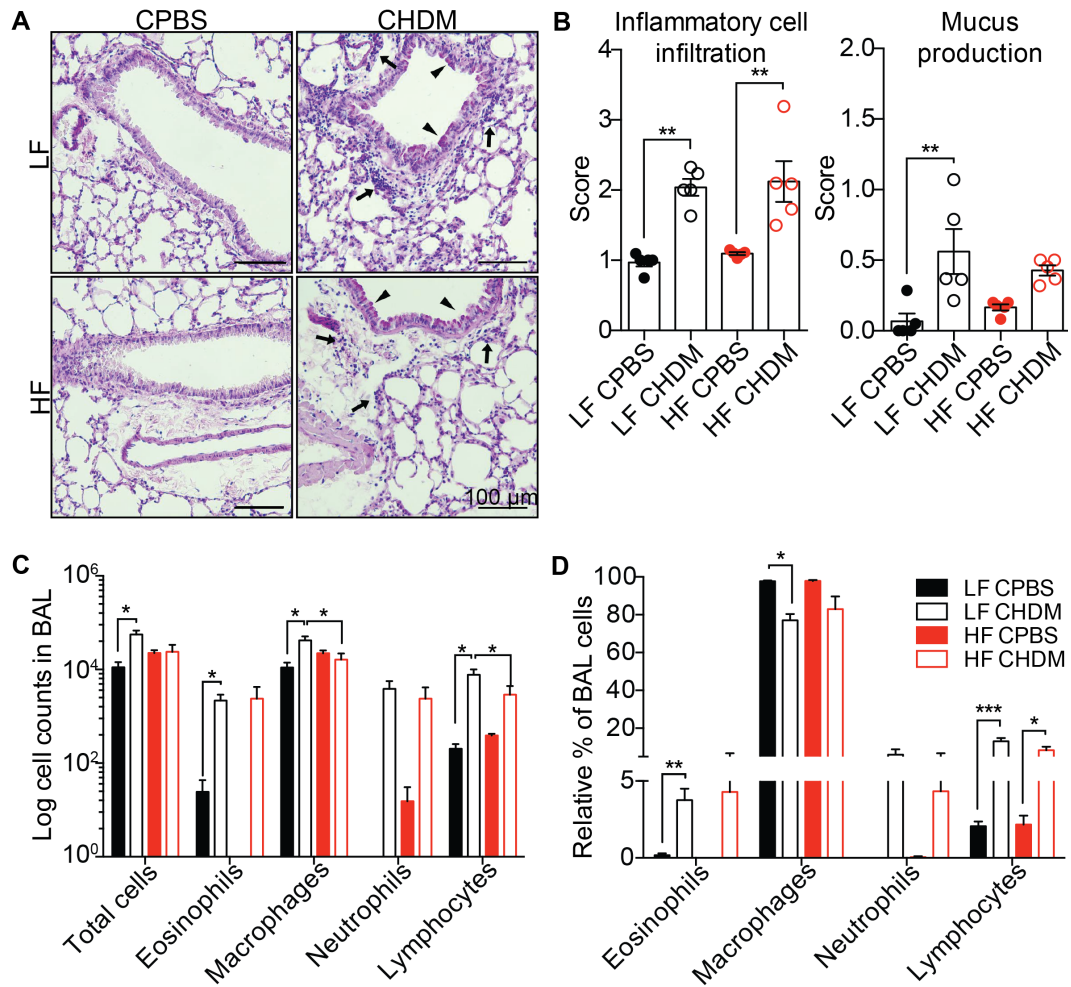 A
CPBS
CHDM
LF
HF
100 µm
B
Inflammatory cell
infiltration
Score
4
3
2
1
0
**
**
LF CPBS
LF CHDM
HF CPBS
HF CHDM
Mucus
production
Score
2.0
1.5
1.0
0.5
0.0
**
LF CPBS
LF CHDM
HF CPBS
HF CHDM
C
Log cell counts in BAL
10⁶
10⁴
10²
10⁰
*
*
*
*
*
*
Total cells
Eosinophils
Macrophages
Neutrophils
Lymphocytes
D
Relative % of BAL cells
100
80
60
40
20
5
0
**
*
***
*
LF CPBS
LF CHDM
HF CPBS
HF CHDM
Eosinophils
Macrophages
Neutrophils
Lymphocytes